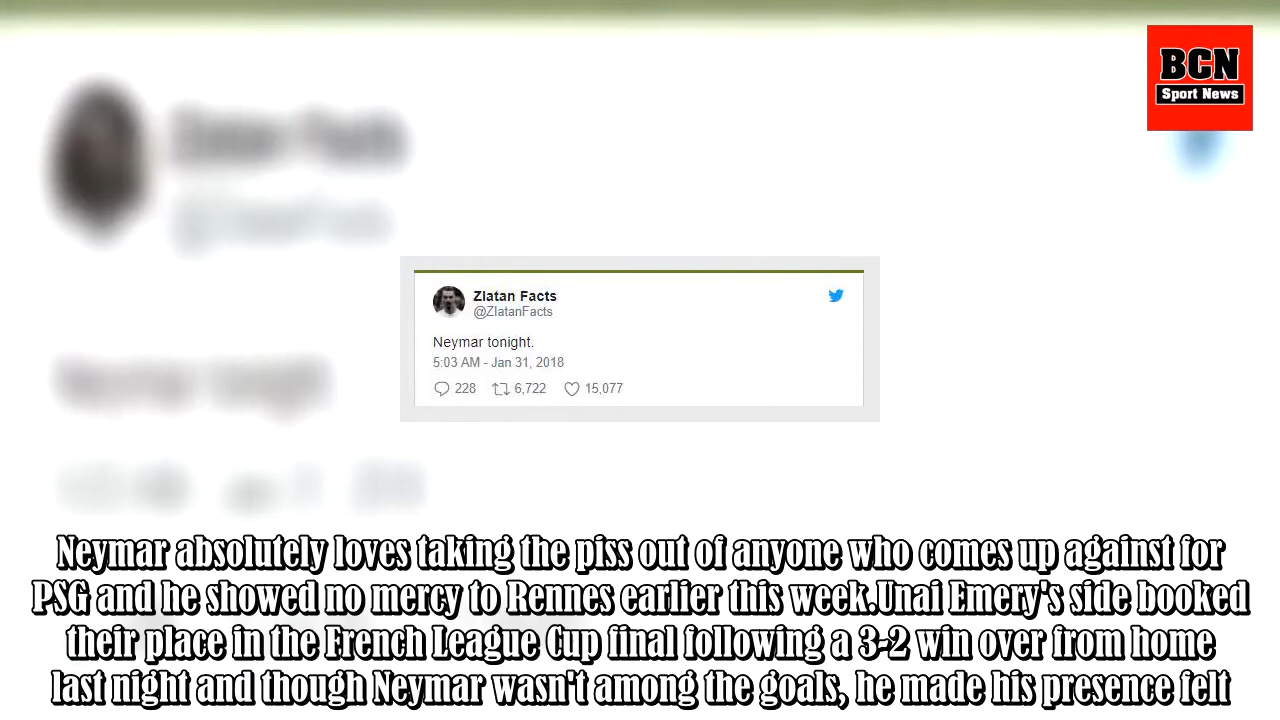 BCN
Sport News
Zlatan Facts
Zlatan Facts
@ZlatanFacts
Neymar tonight.
5:03 AM - Jan 31, 2018
228 6,722 15,077
Neymar absolutely loves taking the piss out of anyone who comes up against for
PSG and he showed no mercy to Rennes earlier this week.Unai Emery's side booked
their place in the French League Cup final following a 3-2 win over from home
last night and though Neymar wasn't among the goals, he made his presence felt